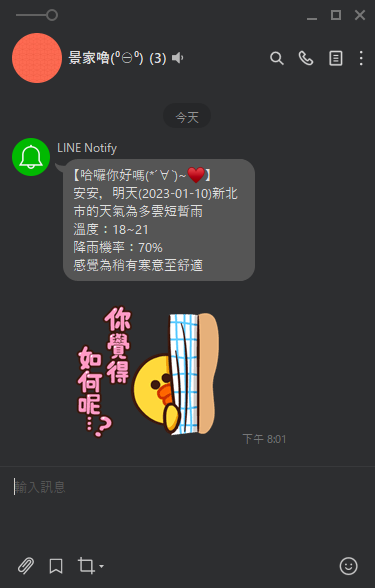 景家嚕(⁰⊖⁰) (3)
今天
LINE Notify
【哈囉你好嗎(*´∀`)~♥】
安安，明天(2023-01-10)新北
市的天氣為多雲短暫雨
溫度：18~21
降雨機率：70%
感覺為稍有寒意至舒適
你覺得
如何呢…?
下午 8:01
輸入訊息